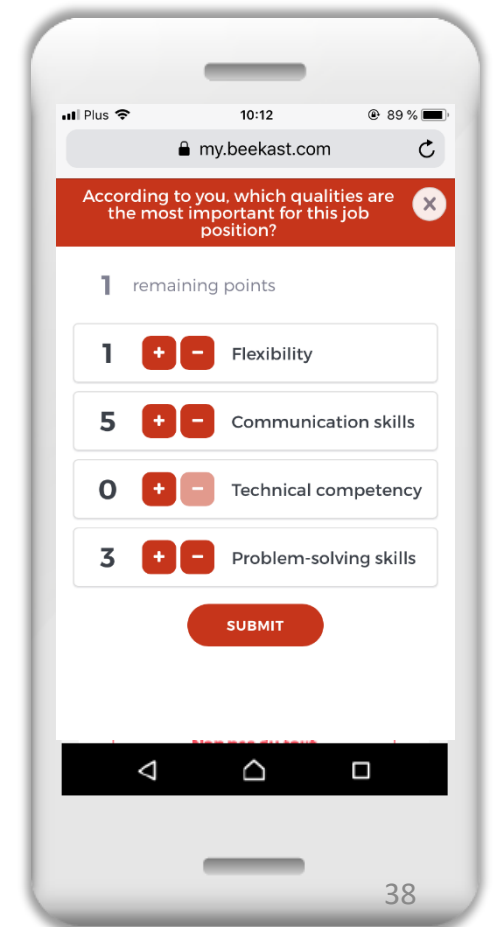 Plus 10:12 89 %
my.beekast.com
According to you, which qualities are
the most important for this job
position?
1 remaining points
1 + − Flexibility
5 + − Communication skills
0 + − Technical competency
3 + − Problem-solving skills
SUBMIT
38